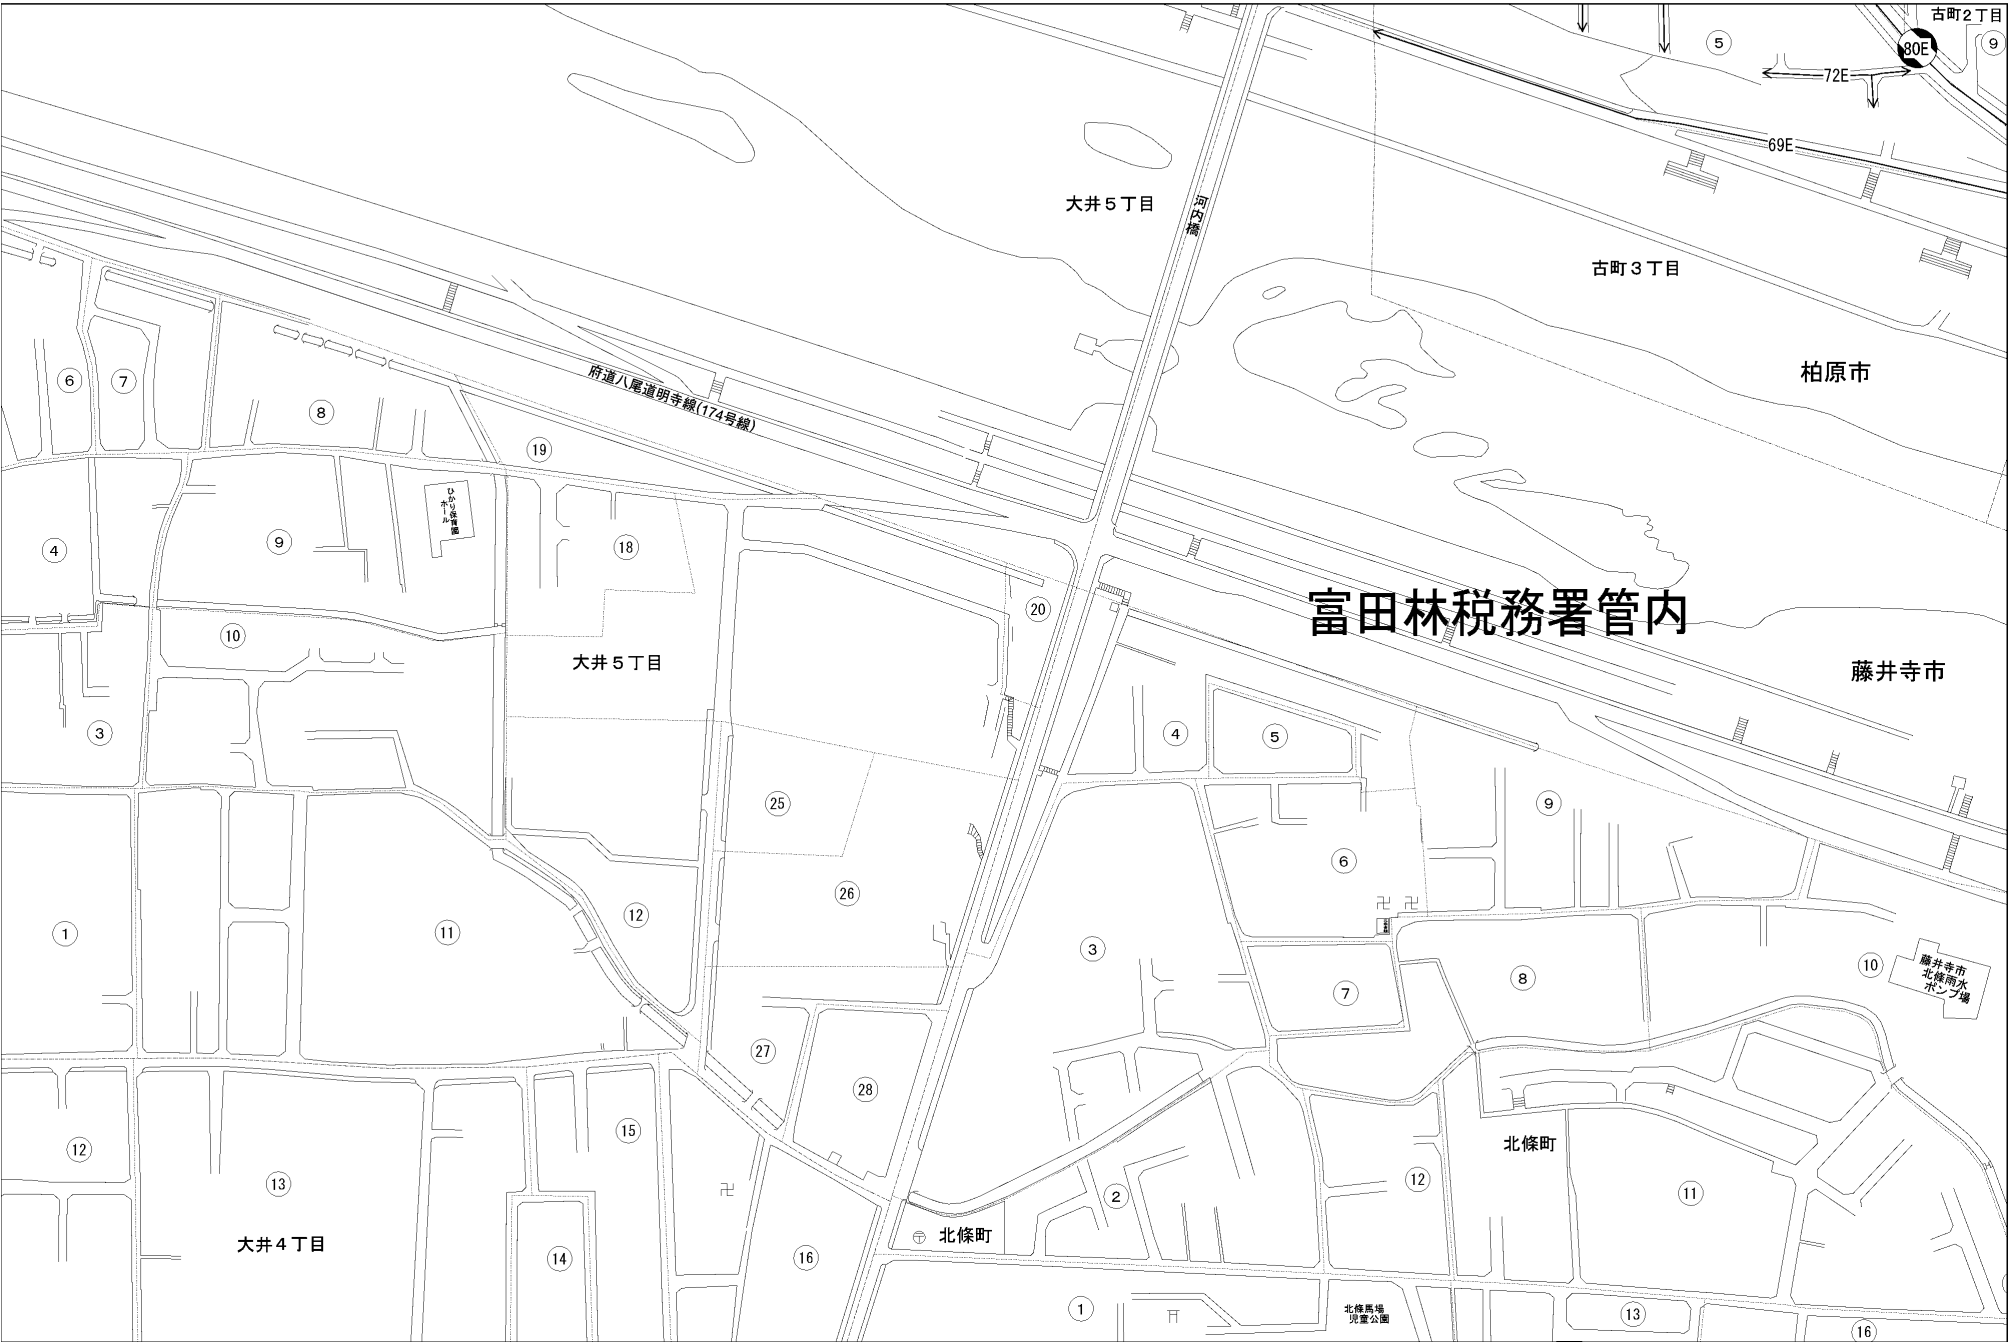 古町２丁目
5
80E
9
72E
69E
大井５丁目
河内橋
古町３丁目
柏原市
6
7
府道八尾道明寺線(174号線)
8
19
ひかり保育園
ホール
4
9
18
20
富田林税務署管内
10
大井５丁目
藤井寺市
3
4
5
25
9
6
26
卍
卍
12
11
1
3
10
藤井寺市
北條雨水
ポンプ場
8
7
27
28
15
12
北條町
12
13
卍
2
11
大井４丁目
北條町
14
16
1
北條馬場
児童公園
13
16